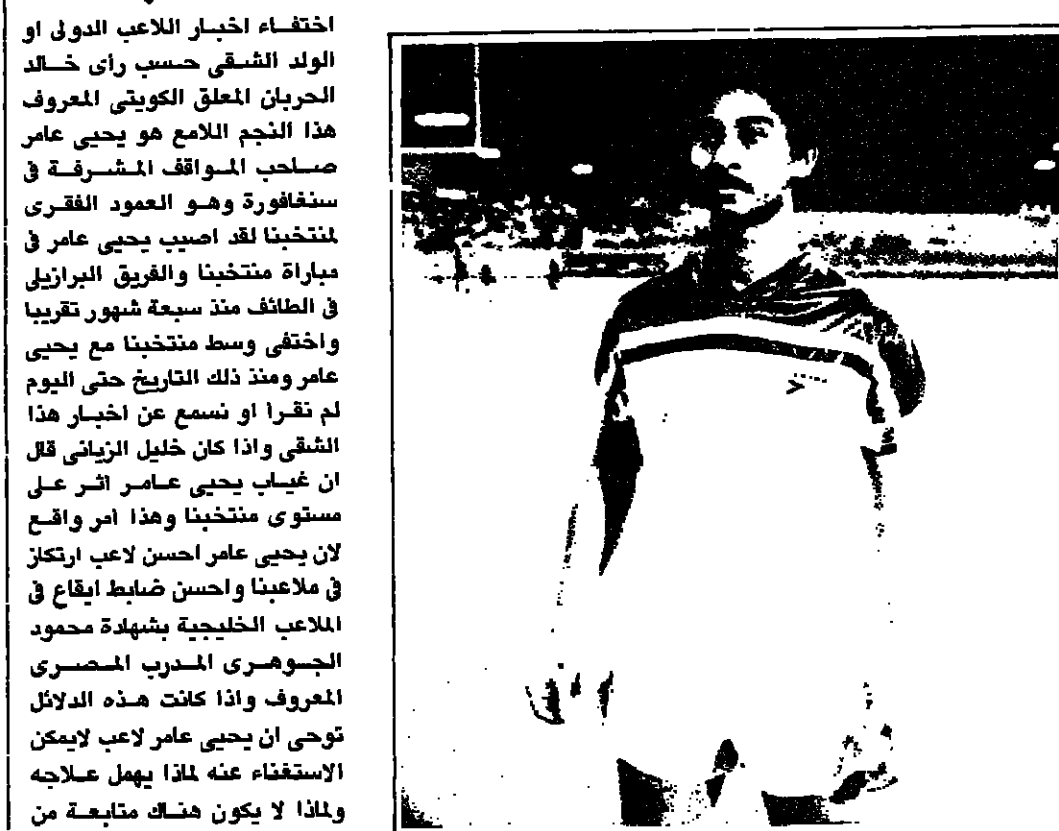 اختفاء اخبار اللاعب الدولى او
الولد الشقى حسب راى خالد
الحربان المعلق الكويتى المعروف
هذا النجم اللامع هو يحيى عامر
صاحب المواقف المشرفة فى
سنغافورة وهو العمود الفقرى
لمنتخبنا لقد اصيب يحيى عامر فى
مباراة منتخبنا والفريق البرازيلى
فى الطائف منذ سبعة شهور تقريبا
واختفى وسط منتخبنا مع يحيى
عامر ومنذ ذلك التاريخ حتى اليوم
لم نقرا او نسمع عن اخبار هذا
الشقى واذا كان خليل الزيانى قال
ان غياب يحيى عامر اثر على
مستوى منتخبنا وهذا امر واقع
لان يحيى عامر احسن لاعب ارتكاز
فى ملاعبنا واحسن ضابط ايقاع فى
الملاعب الخليجية بشهادة محمود
الجوهرى المدرب المصرى
المعروف واذا كانت هذه الدلائل
توحى ان يحيى عامر لاعب لايمكن
الاستغناء عنه لماذا يهمل علاجه
ولماذا لا يكون هناك متابعة من